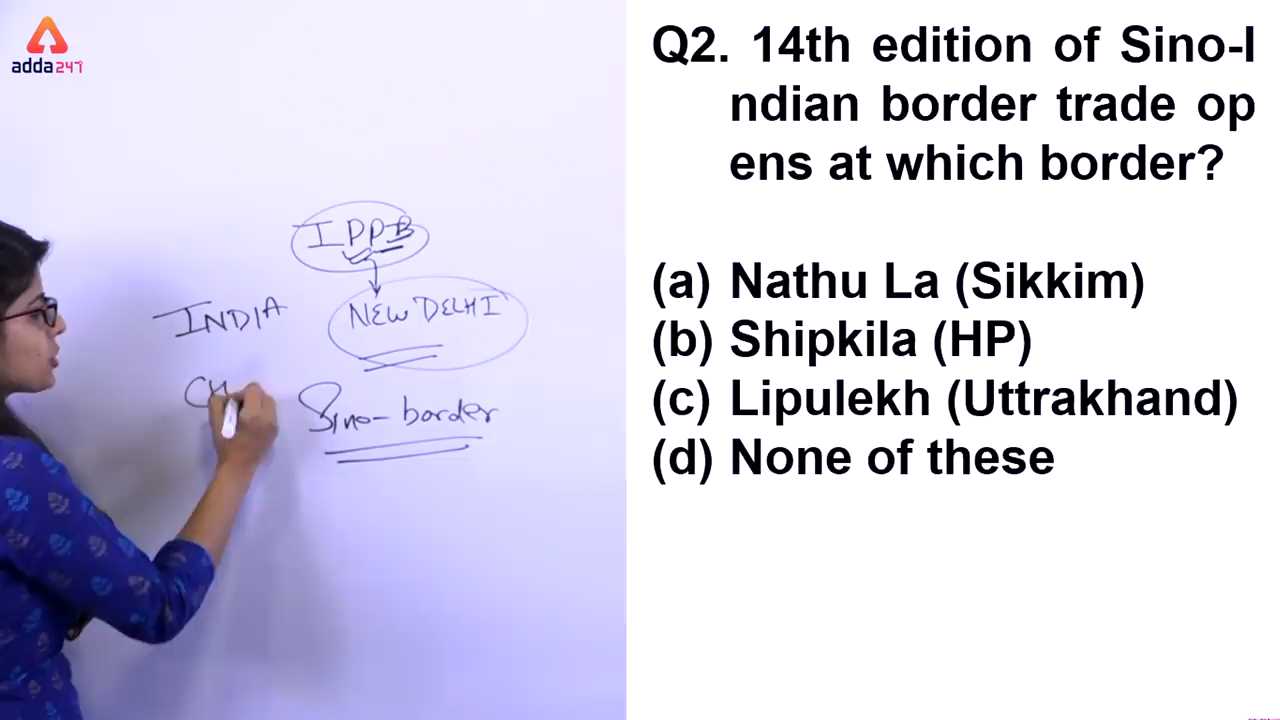 adda247
IPPB
INDIA
NEW DELHI
CH
Sino-border
Q2. 14th edition of Sino-I
ndian border trade op
ens at which border?
(a) Nathu La (Sikkim)
(b) Shipkila (HP)
(c) Lipulekh (Uttrakhand)
(d) None of these